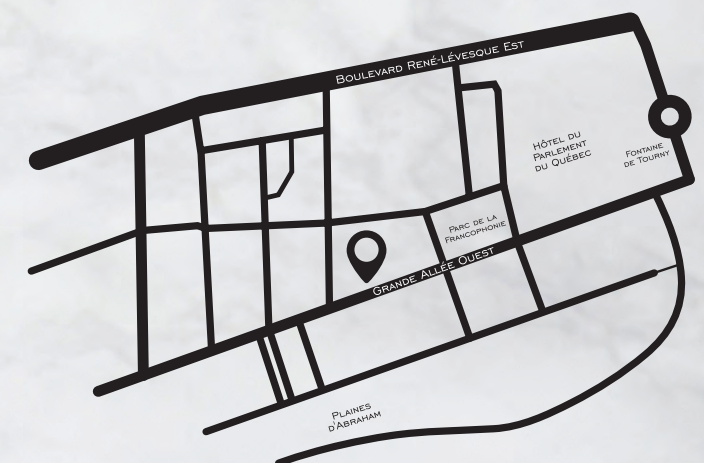 Boulevard René-Lévesque Est
Hôtel du
Parlement
du Québec
Fontaine
de Tourny
Parc de la
Francophonie
Grande Allée Ouest
Plaines
d'Abraham